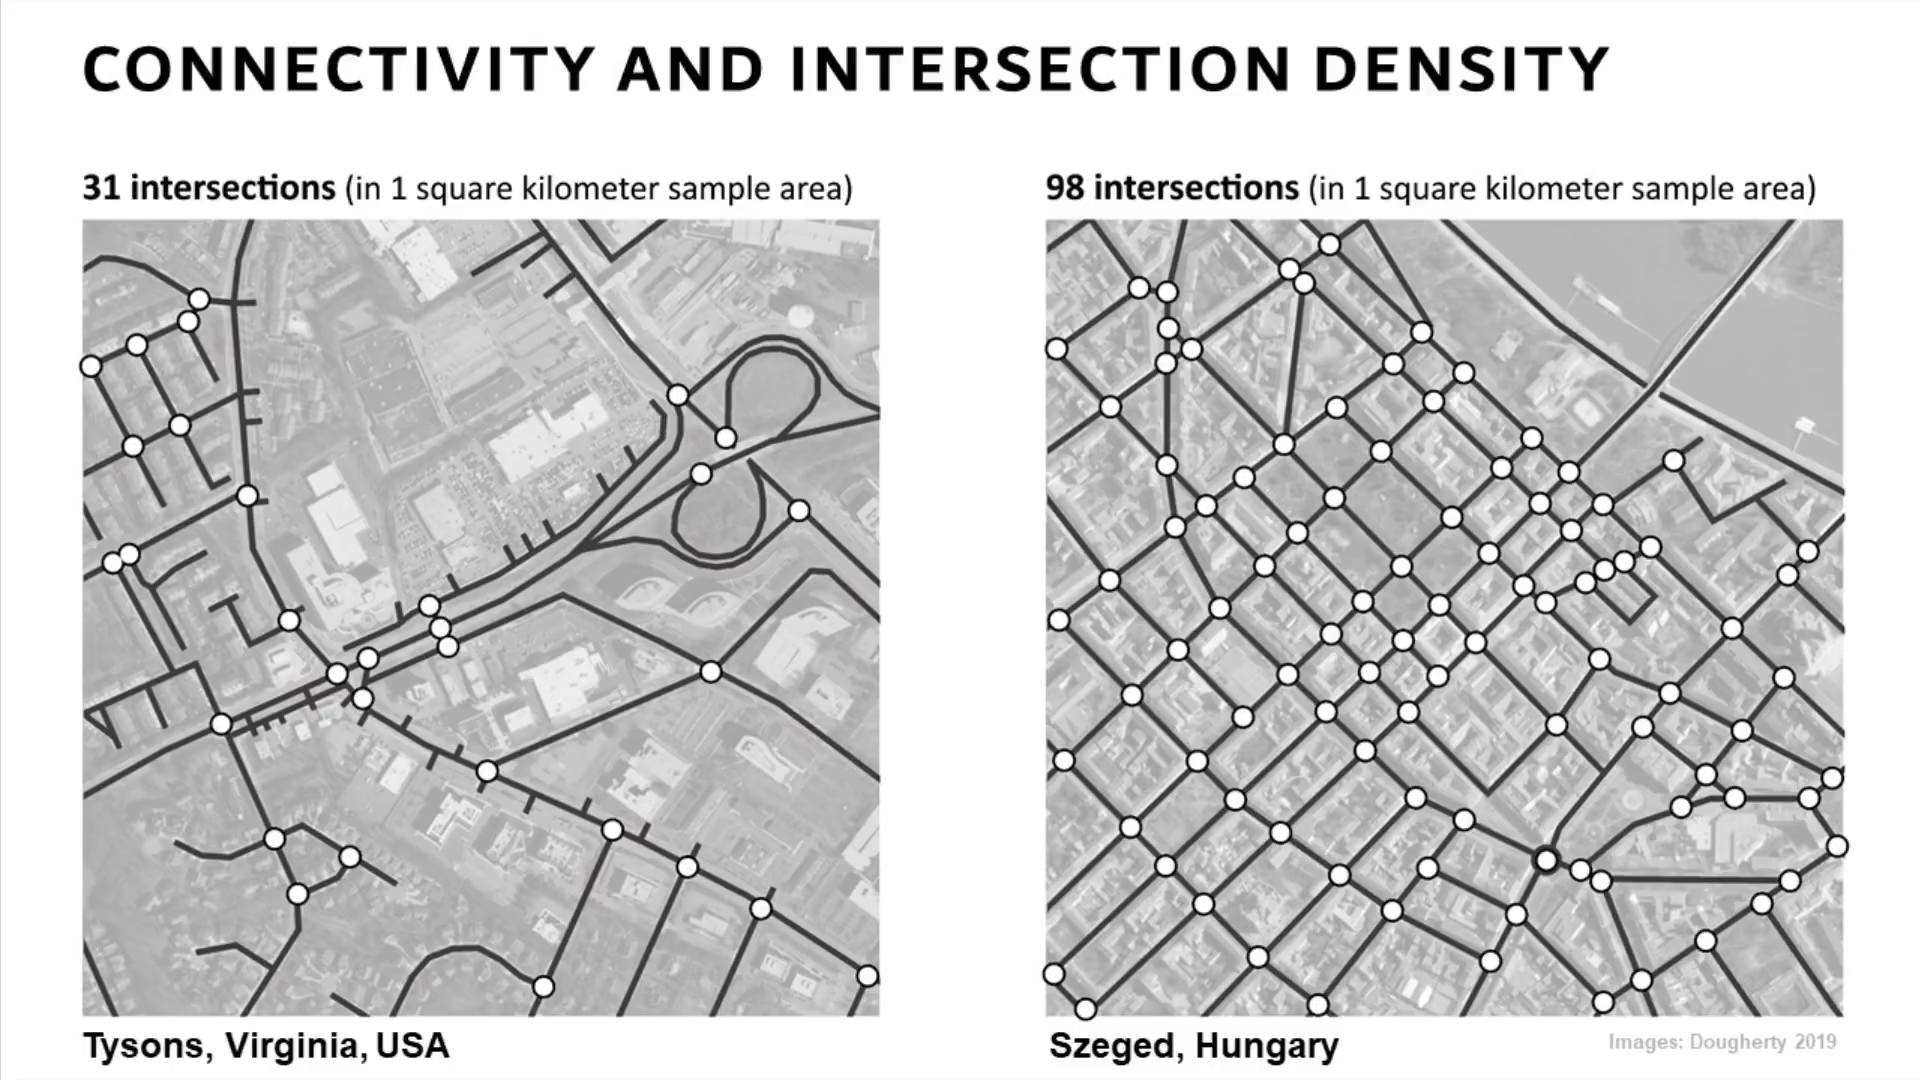 CONNECTIVITY AND INTERSECTION DENSITY
31 intersections (in 1 square kilometer sample area)
98 intersections (in 1 square kilometer sample area)
Tysons, Virginia, USA
Szeged, Hungary
Images: Dougherty 2019